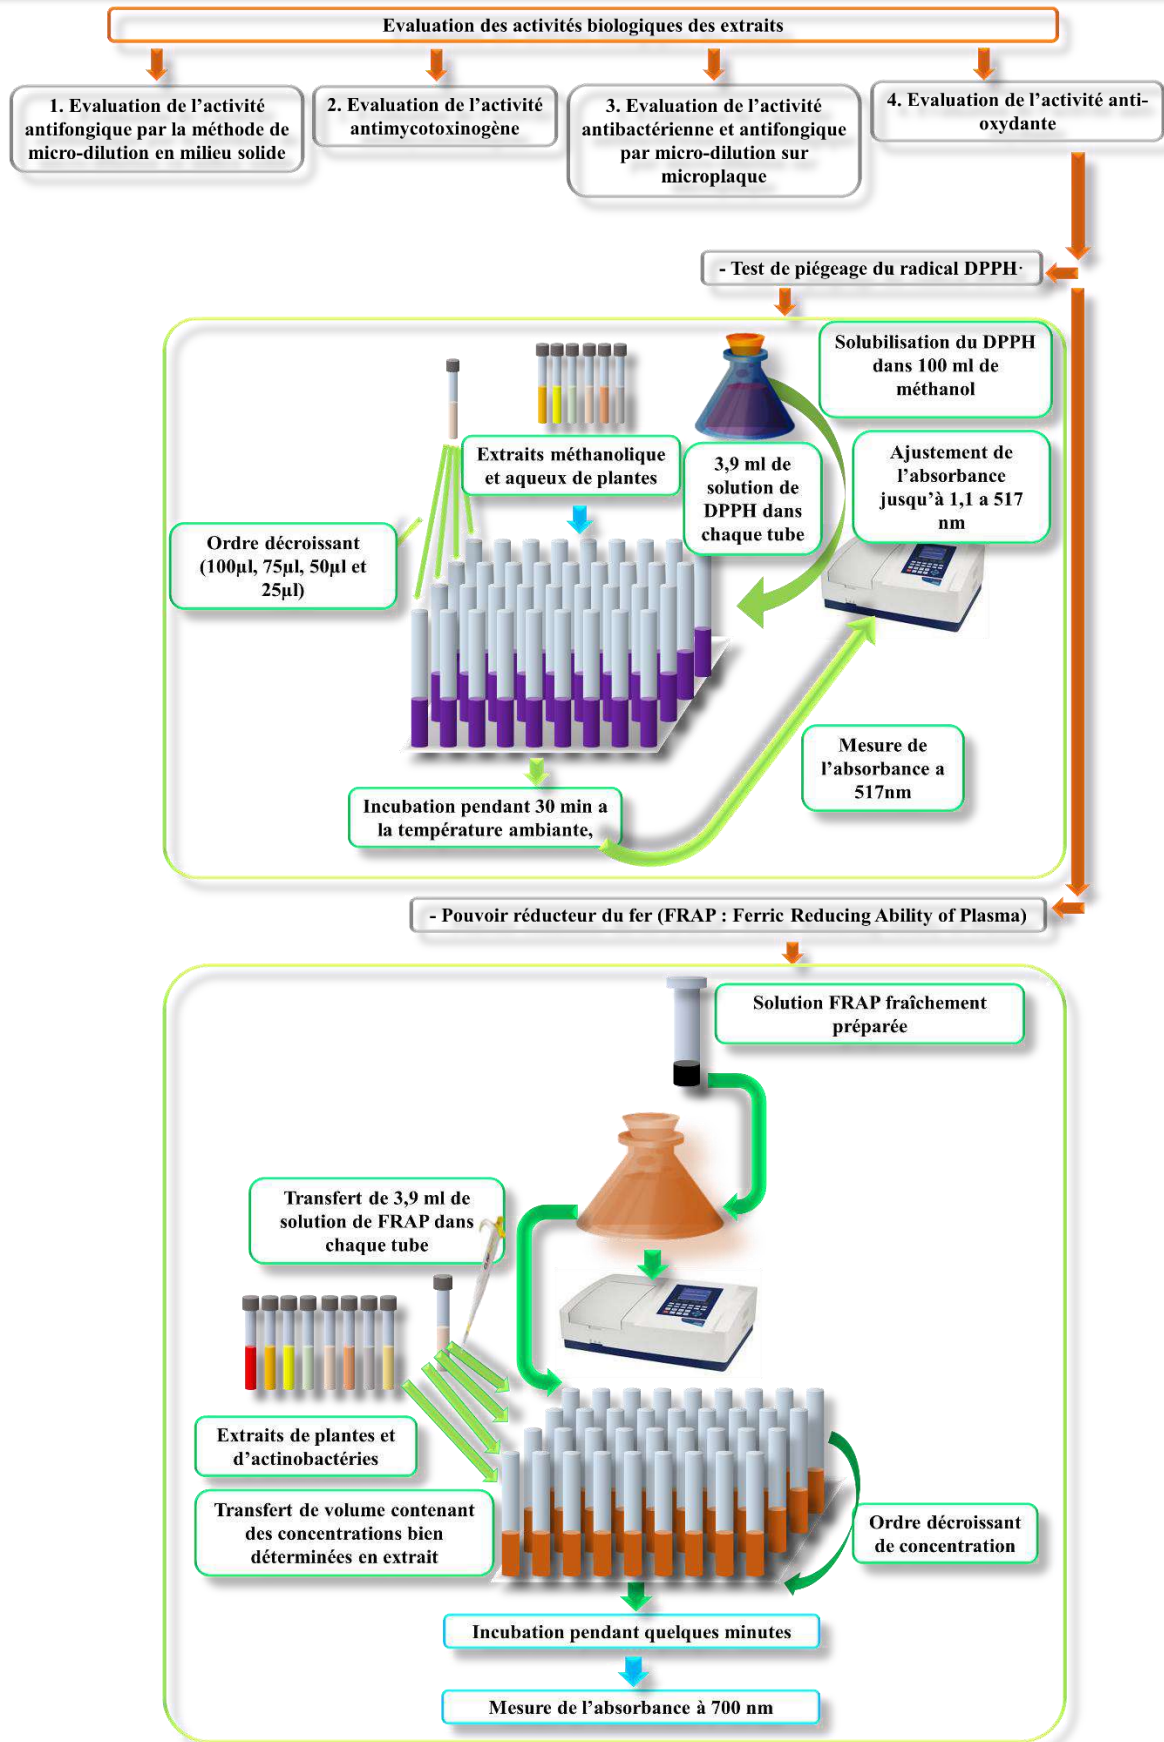 Evaluation des activités biologiques des extraits
1. Evaluation de l'activité
antifongique par la méthode de
micro-dilution en milieu solide
2. Evaluation de l'activité
antimycotoxinogène
3. Evaluation de l'activité
antibactérienne et antifongique
par micro-dilution sur
microplaque
4. Evaluation de l'activité anti-
oxydante
- Test de piégeage du radical DPPH·
Solubilisation du DPPH
dans 100 ml de
méthanol
Extraits méthanolique
et aqueux de plantes
3,9 ml de
solution de
DPPH dans
chaque tube
Ajustement de
l'absorbance
jusqu'à 1,1 a 517
nm
Ordre décroissant
(100µl, 75µl, 50µl et
25µl)
Mesure de
l'absorbance a
517nm
Incubation pendant 30 min a
la température ambiante,
- Pouvoir réducteur du fer (FRAP : Ferric Reducing Ability of Plasma)
Solution FRAP fraîchement
préparée
Transfert de 3,9 ml de
solution de FRAP dans
chaque tube
Extraits de plantes et
d'actinobactéries
Transfert de volume contenant
des concentrations bien
déterminées en extrait
Ordre décroissant
de concentration
Incubation pendant quelques minutes
Mesure de l'absorbance à 700 nm